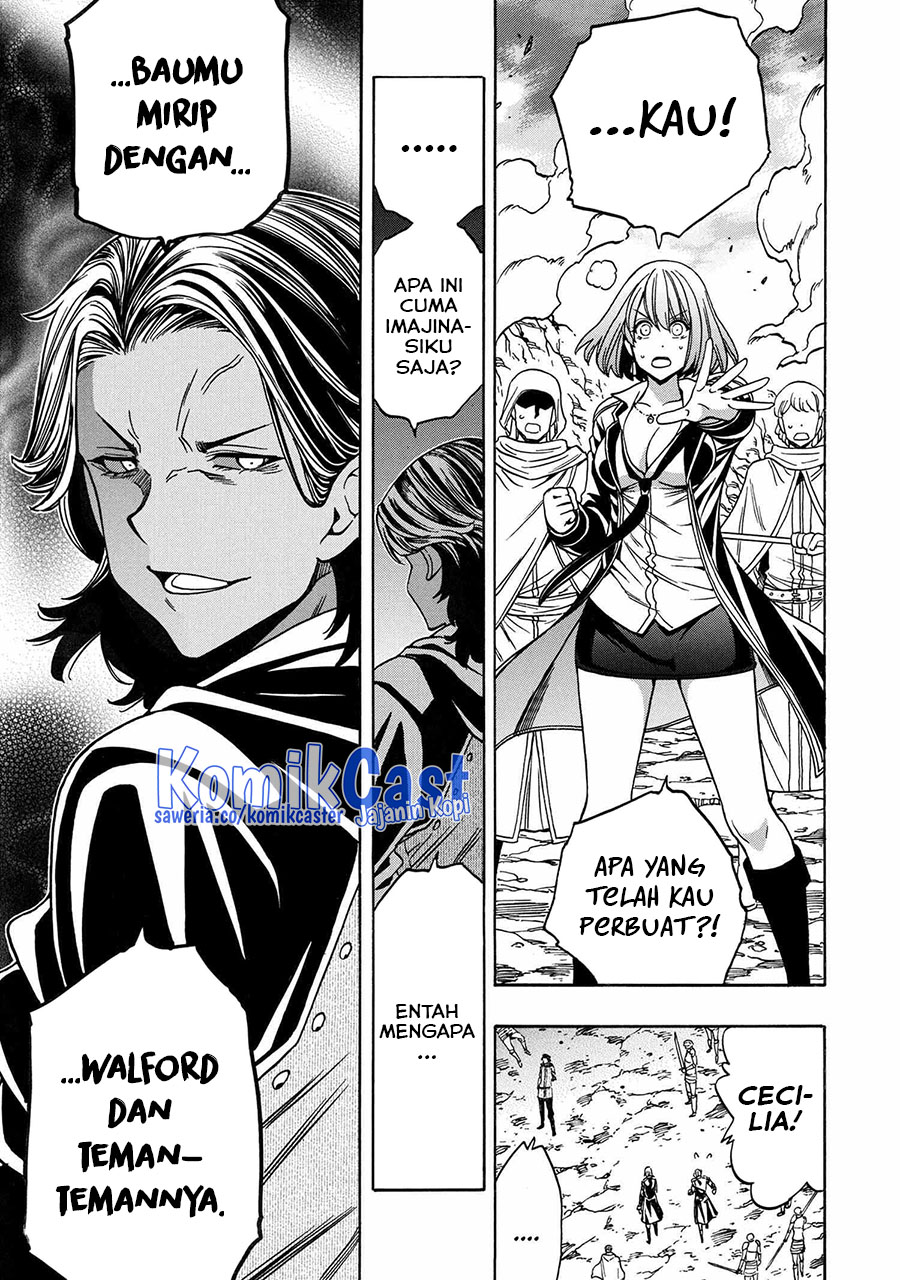 ...KAU!
APA YANG
TELAH KAU
PERBUAT?!
CECI-
LIA!
....
.....
APA INI
CUMA
IMAJINA-
SIKU
SAJA?
ENTAH
MENGAPA
...
...BAUMU
MIRIP
DENGAN...
...WALFORD
DAN
TEMAN-
TEMANNYA.
KomikCast
saweria.co/komikcaster Jajanin Kopi